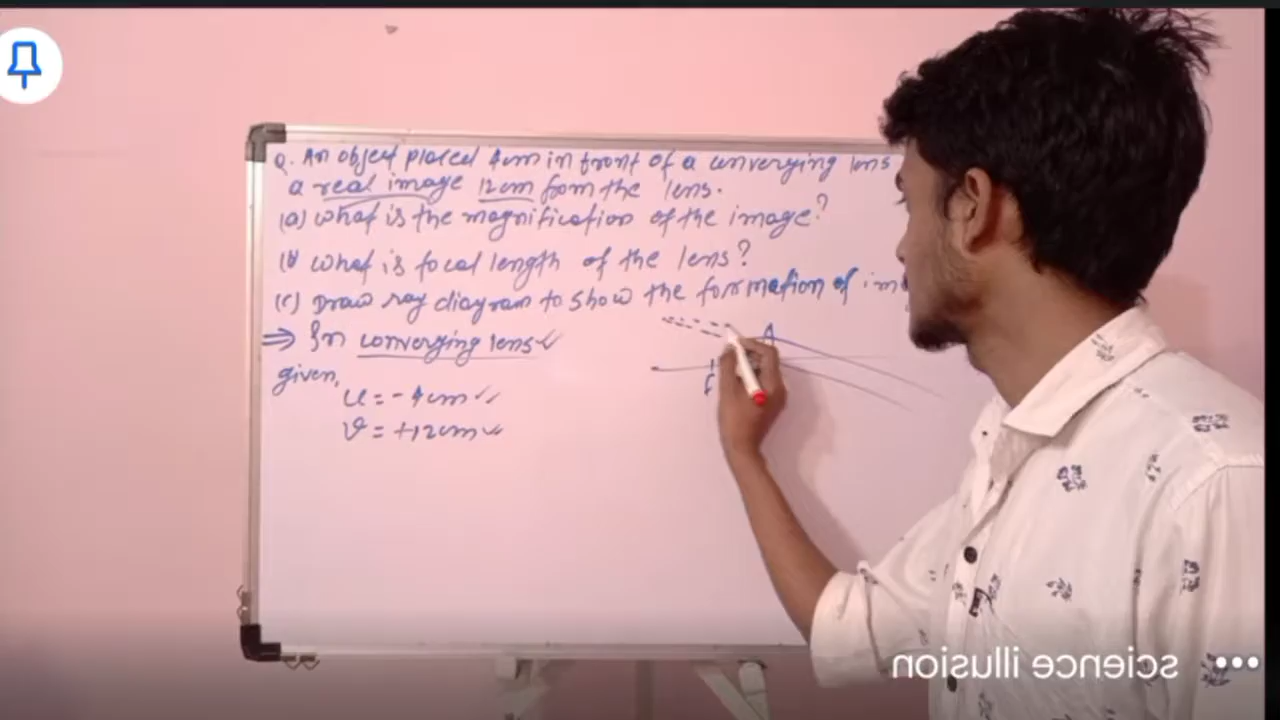 Q. An object placed 4cm in front of a converging lens
a real image 12cm from the lens.
(a) What is the magnification of the image?
(b) What is focal length of the lens?
(c) Draw ray diagram to show the formation of
⇒ In converging lens
given,
u = - 4cm
v = +12cm
science illusion